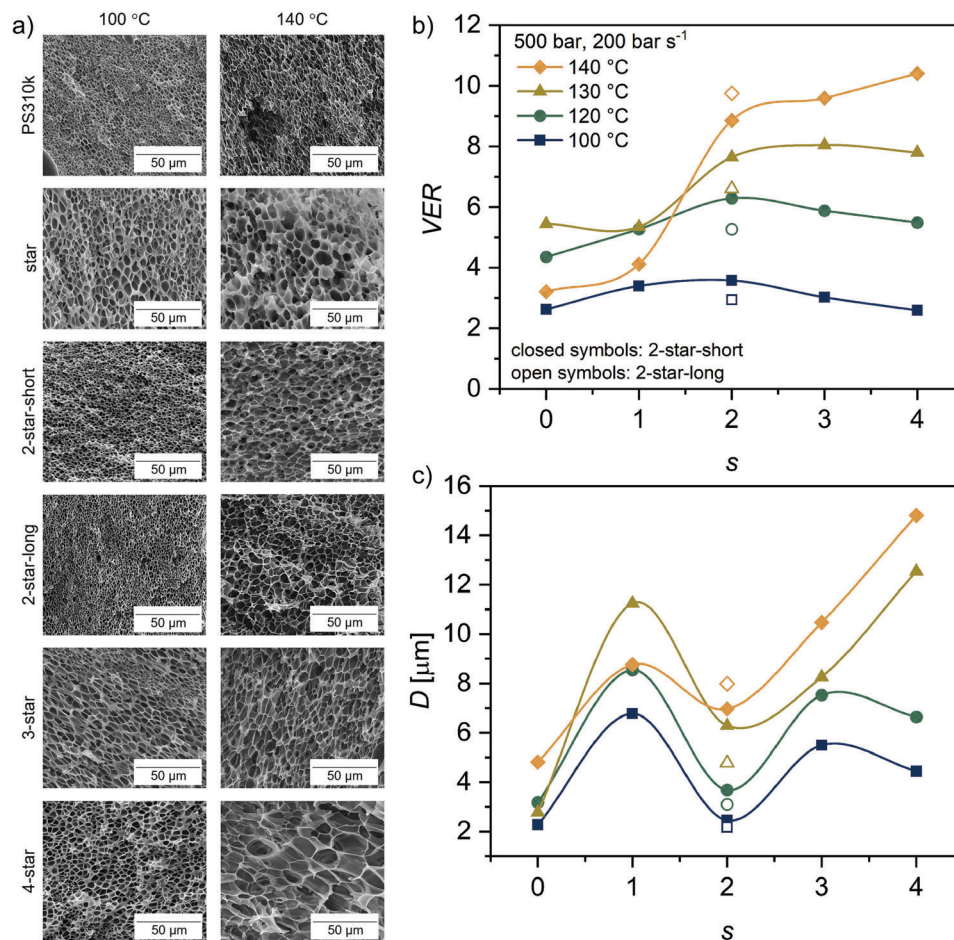 a)
100 °C
140 °C
PS310k
50 µm
50 µm
star
50 µm
50 µm
2-star-short
50 µm
50 µm
2-star-long
50 µm
50 µm
3-star
50 µm
50 µm
4-star
50 µm
50 µm
b)
12
10
8
6
4
2
0
VER
500 bar, 200 bar s⁻¹
140 °C
130 °C
120 °C
100 °C
closed symbols: 2-star-short
open symbols: 2-star-long
0 1 2 3 4
s
c)
16
14
12
10
8
6
4
2
D [µm]
0 1 2 3 4
s